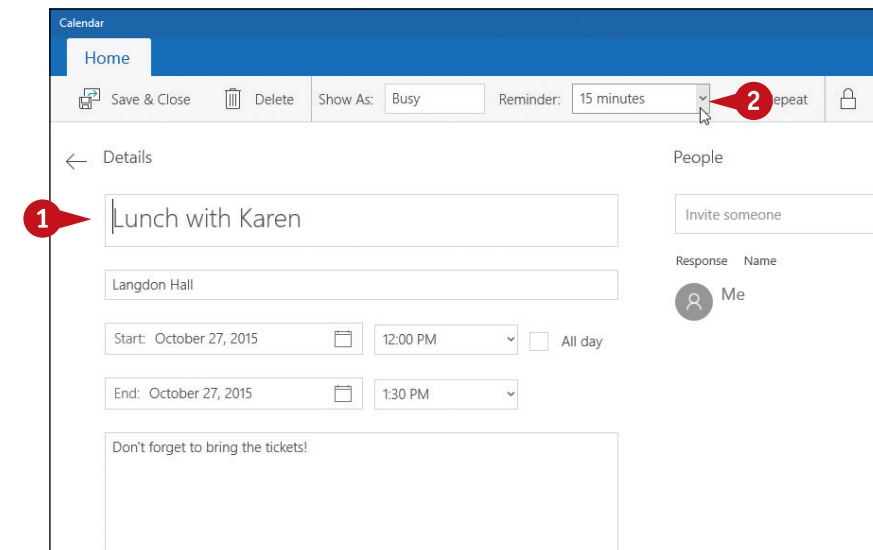 Calendar
Home
Save & Close Delete Show As: Busy Reminder: 15 minutes 2 epeat
Details People
1 Lunch with Karen Invite someone
Response Name
Langdon Hall
Me
Start: October 27, 2015 12:00 PM All day
End: October 27, 2015 1:30 PM
Don't forget to bring the tickets!